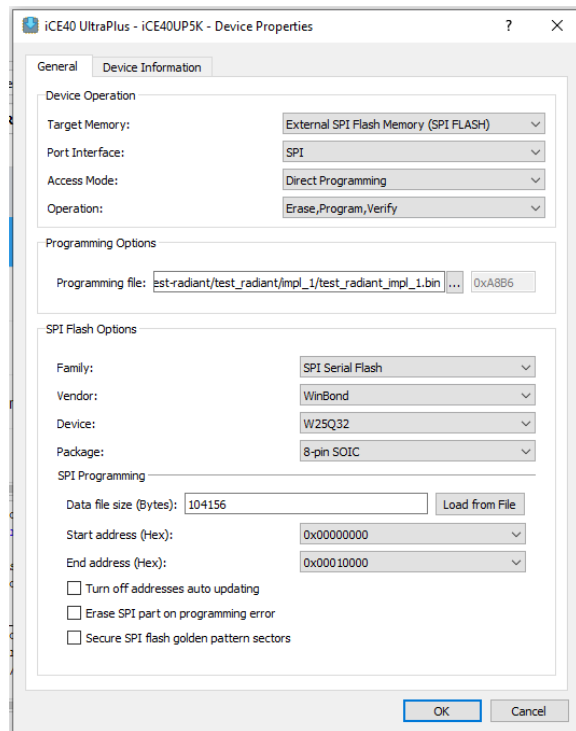 iCE40 UltraPlus - iCE40UP5K - Device Properties ?
General Device Information
Device Operation
Target Memory: External SPI Flash Memory (SPI FLASH)
Port Interface: SPI
Access Mode: Direct Programming
Operation: Erase,Program,Verify
Programming Options
Programming file: est-radiant/test_radiant/impl_1/test_radiant_impl_1.bin ... 0xA8B6
SPI Flash Options
Family: SPI Serial Flash
Vendor: WinBond
Device: W25Q32
Package: 8-pin SOIC
SPI Programming
Data file size (Bytes): 104156 Load from File
Start address (Hex): 0x00000000
End address (Hex): 0x00010000
Turn off addresses auto updating
Erase SPI part on programming error
Secure SPI flash golden pattern sectors
OK Cancel